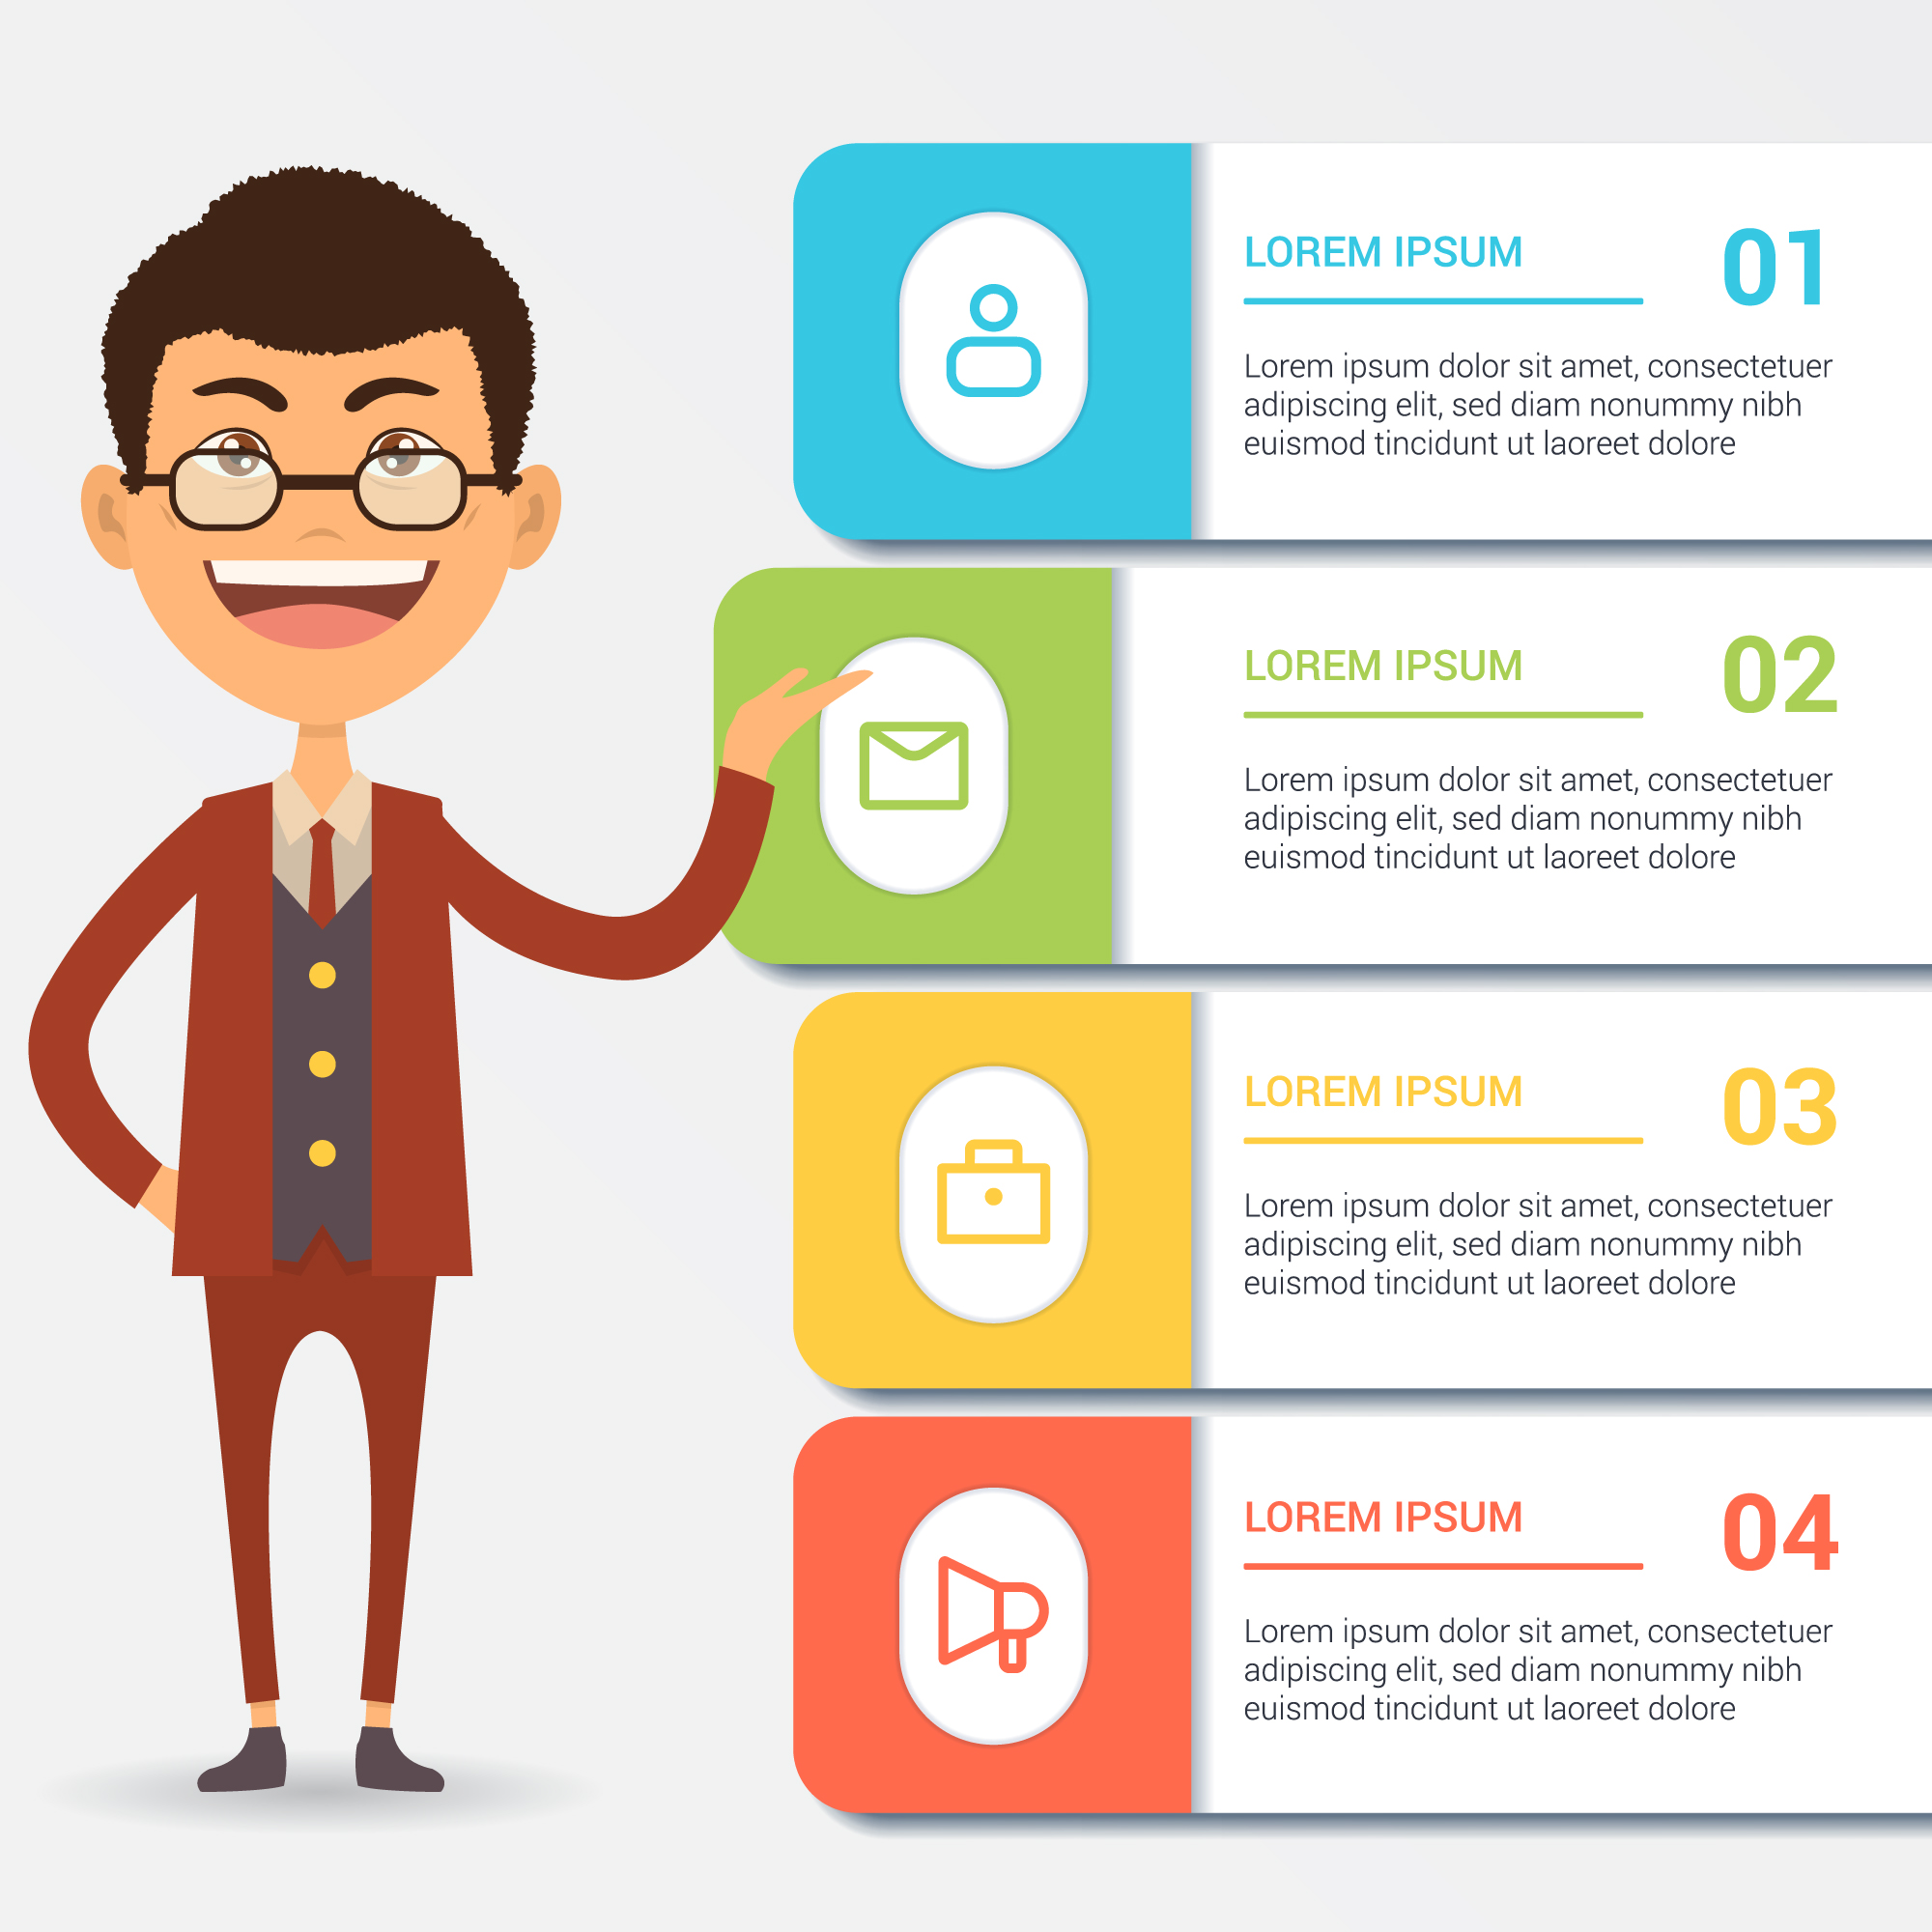 LOREM IPSUM 01
Lorem ipsum dolor sit amet, consectetuer
adipiscing elit, sed diam nonummy nibh
euismod tincidunt ut laoreet dolore
LOREM IPSUM 02
Lorem ipsum dolor sit amet, consectetuer
adipiscing elit, sed diam nonummy nibh
euismod tincidunt ut laoreet dolore
LOREM IPSUM 03
Lorem ipsum dolor sit amet, consectetuer
adipiscing elit, sed diam nonummy nibh
euismod tincidunt ut laoreet dolore
LOREM IPSUM 04
Lorem ipsum dolor sit amet, consectetuer
adipiscing elit, sed diam nonummy nibh
euismod tincidunt ut laoreet dolore